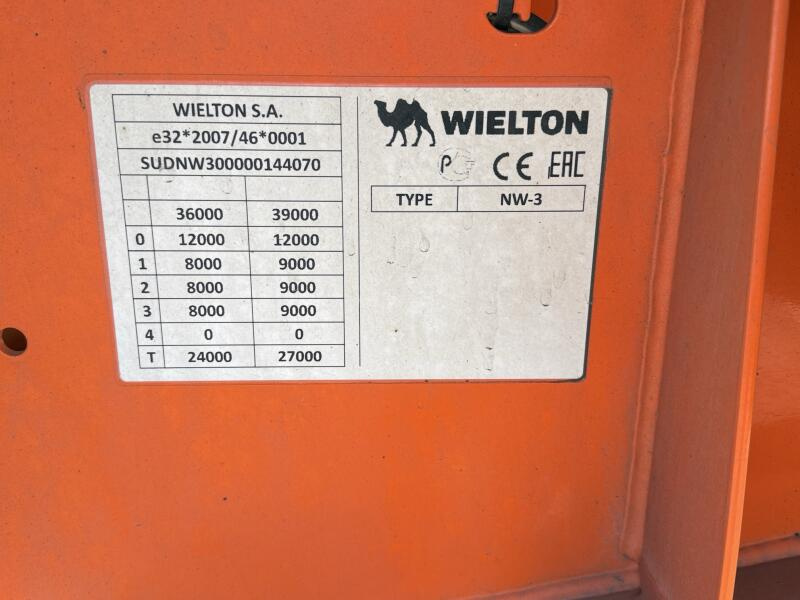 WIELTON S.A.
e32*2007/46*0001
SUDNW300000144070
36000 39000
0 12000 12000
1 8000 9000
2 8000 9000
3 8000 9000
4 0 0
T 24000 27000
WIELTON
CE EAC
TYPE NW-3